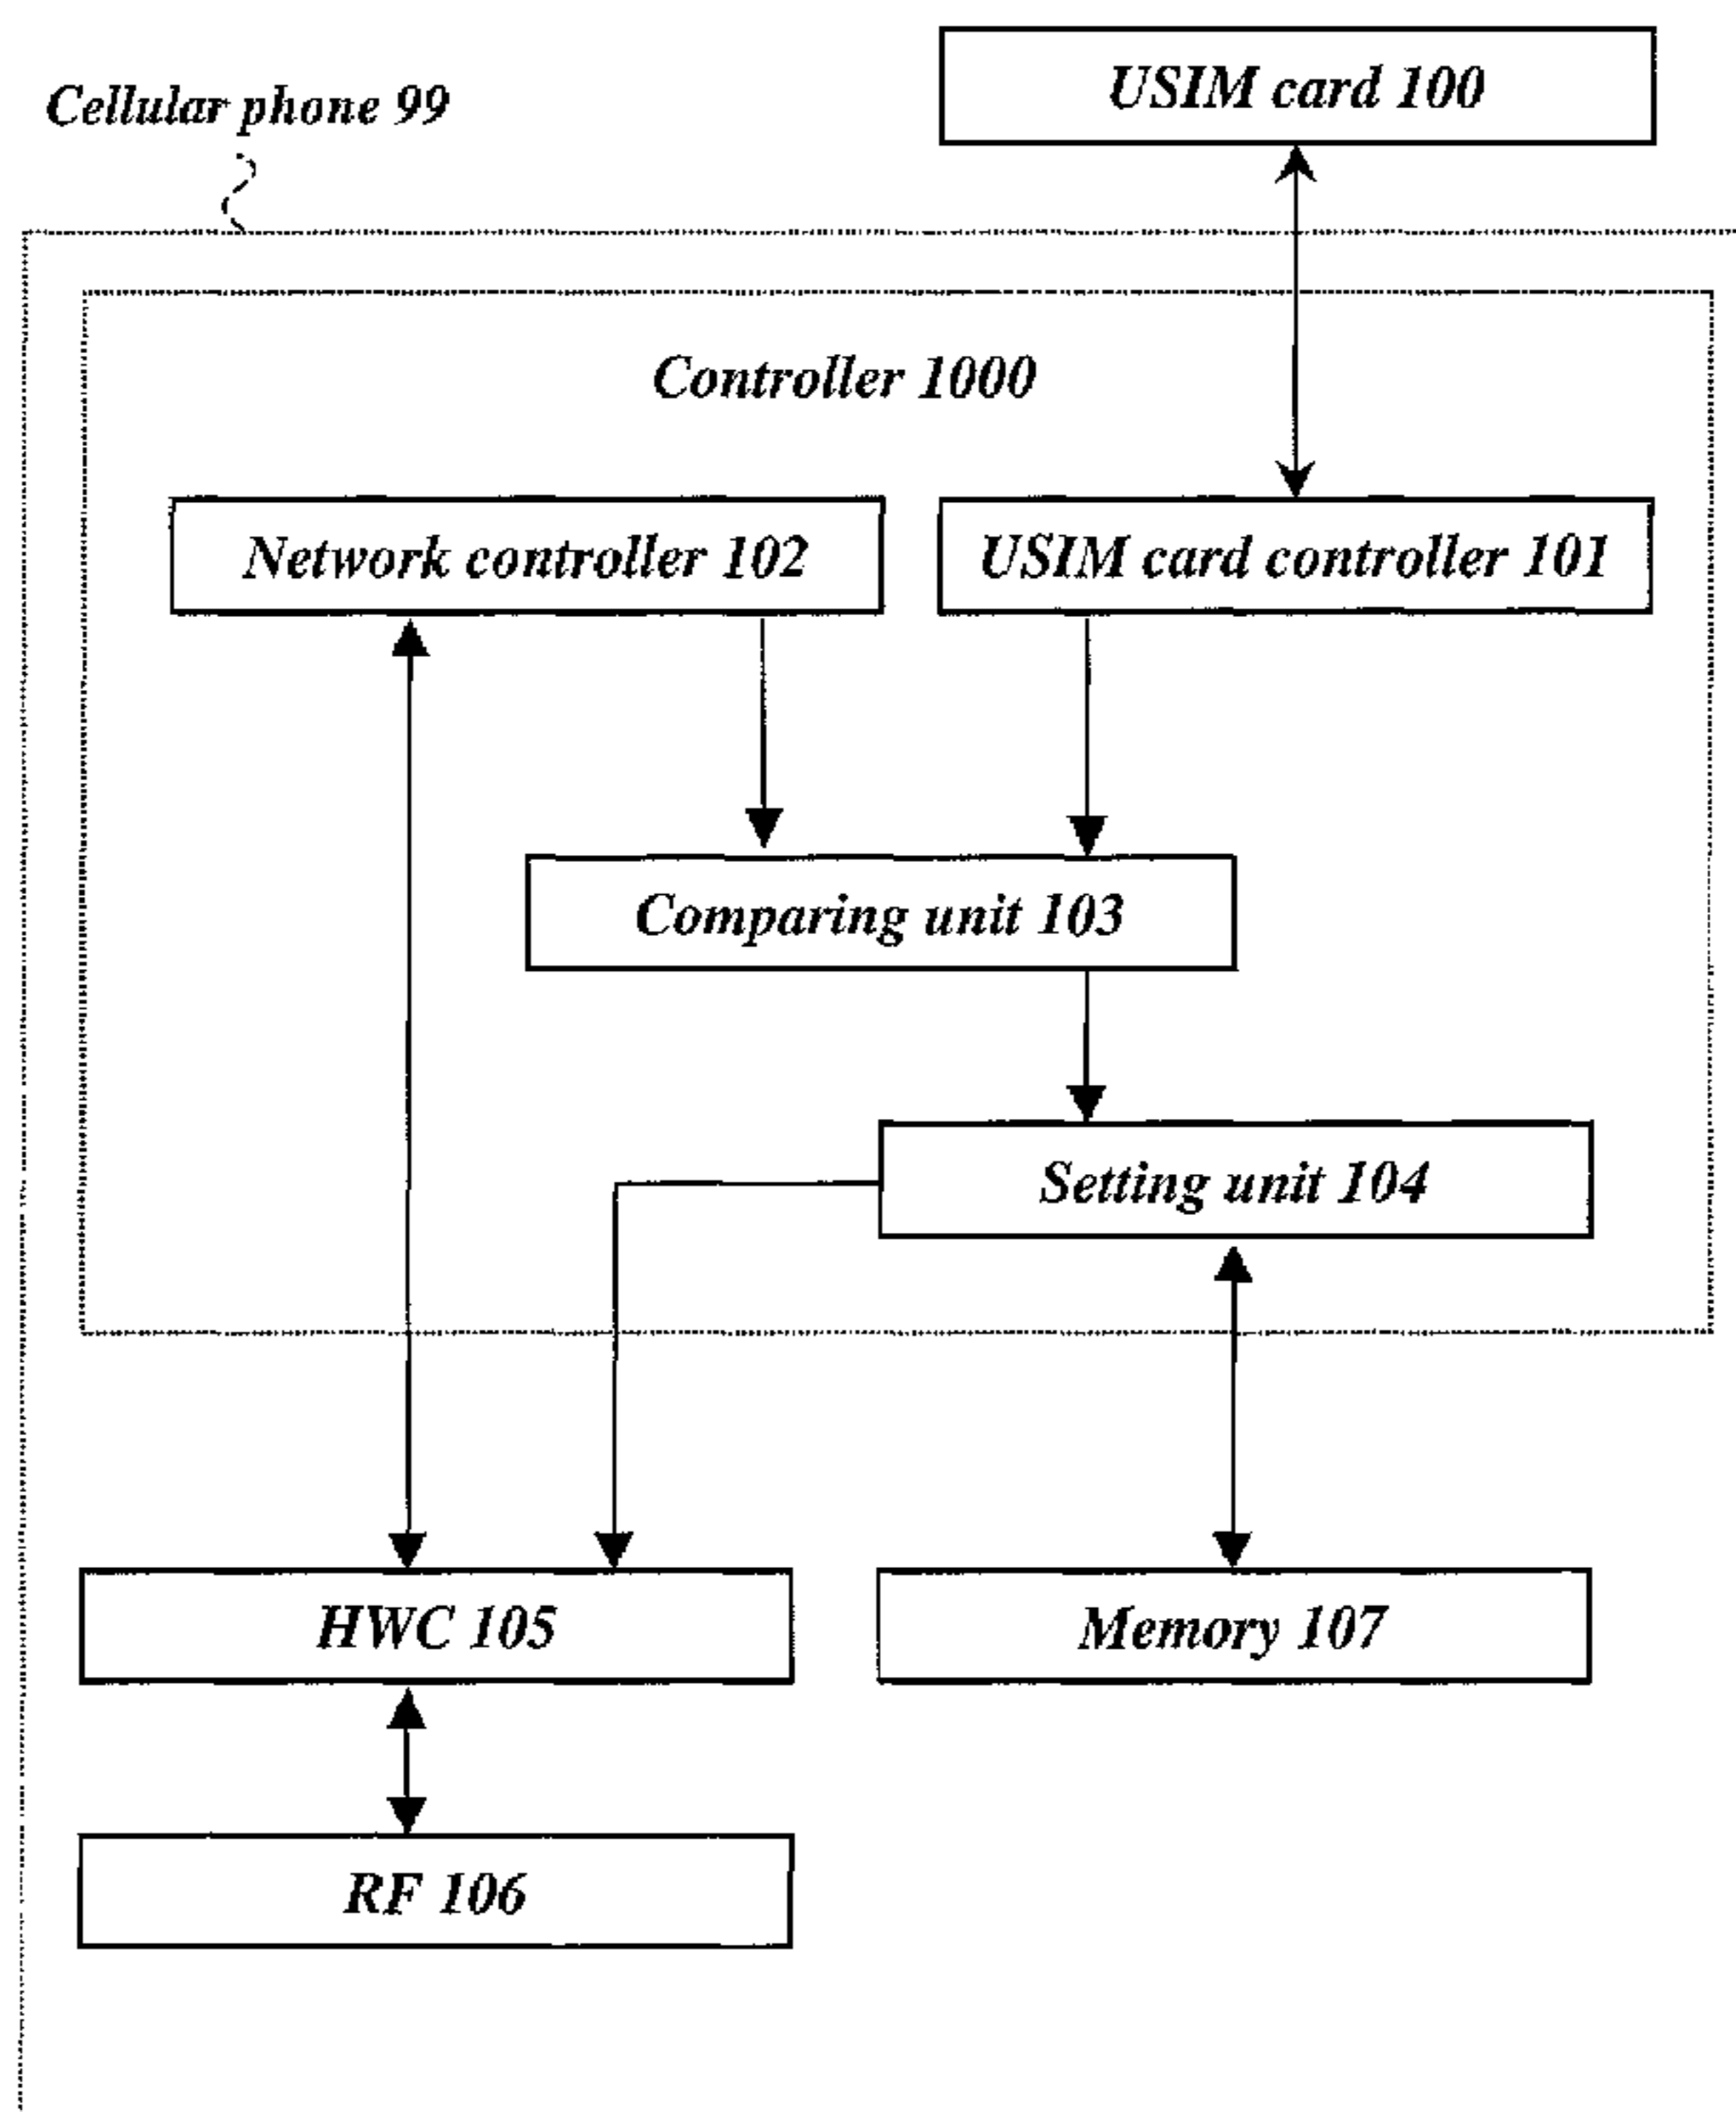 USIM card 100
Cellular phone 99
Controller 1000
Network controller 102
USIM card controller 101
Comparing unit 103
Setting unit 104
HWC 105
Memory 107
RF 106